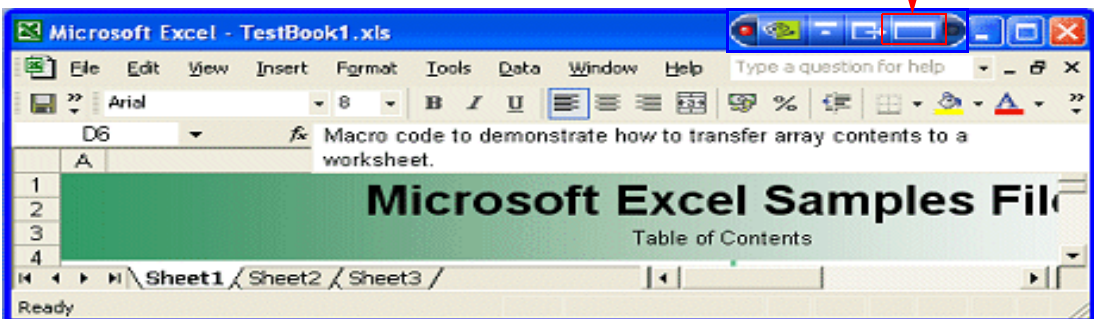 Microsoft Excel - TestBook1.xls
File Edit View Insert Format Tools Data Window Help Type a question for help
Arial 8 B I U %
D6 fx Macro code to demonstrate how to transfer array contents to a
worksheet.
A
1
2 Microsoft Excel Samples
3 Table of Contents
4
Sheet1 Sheet2 Sheet3
Ready